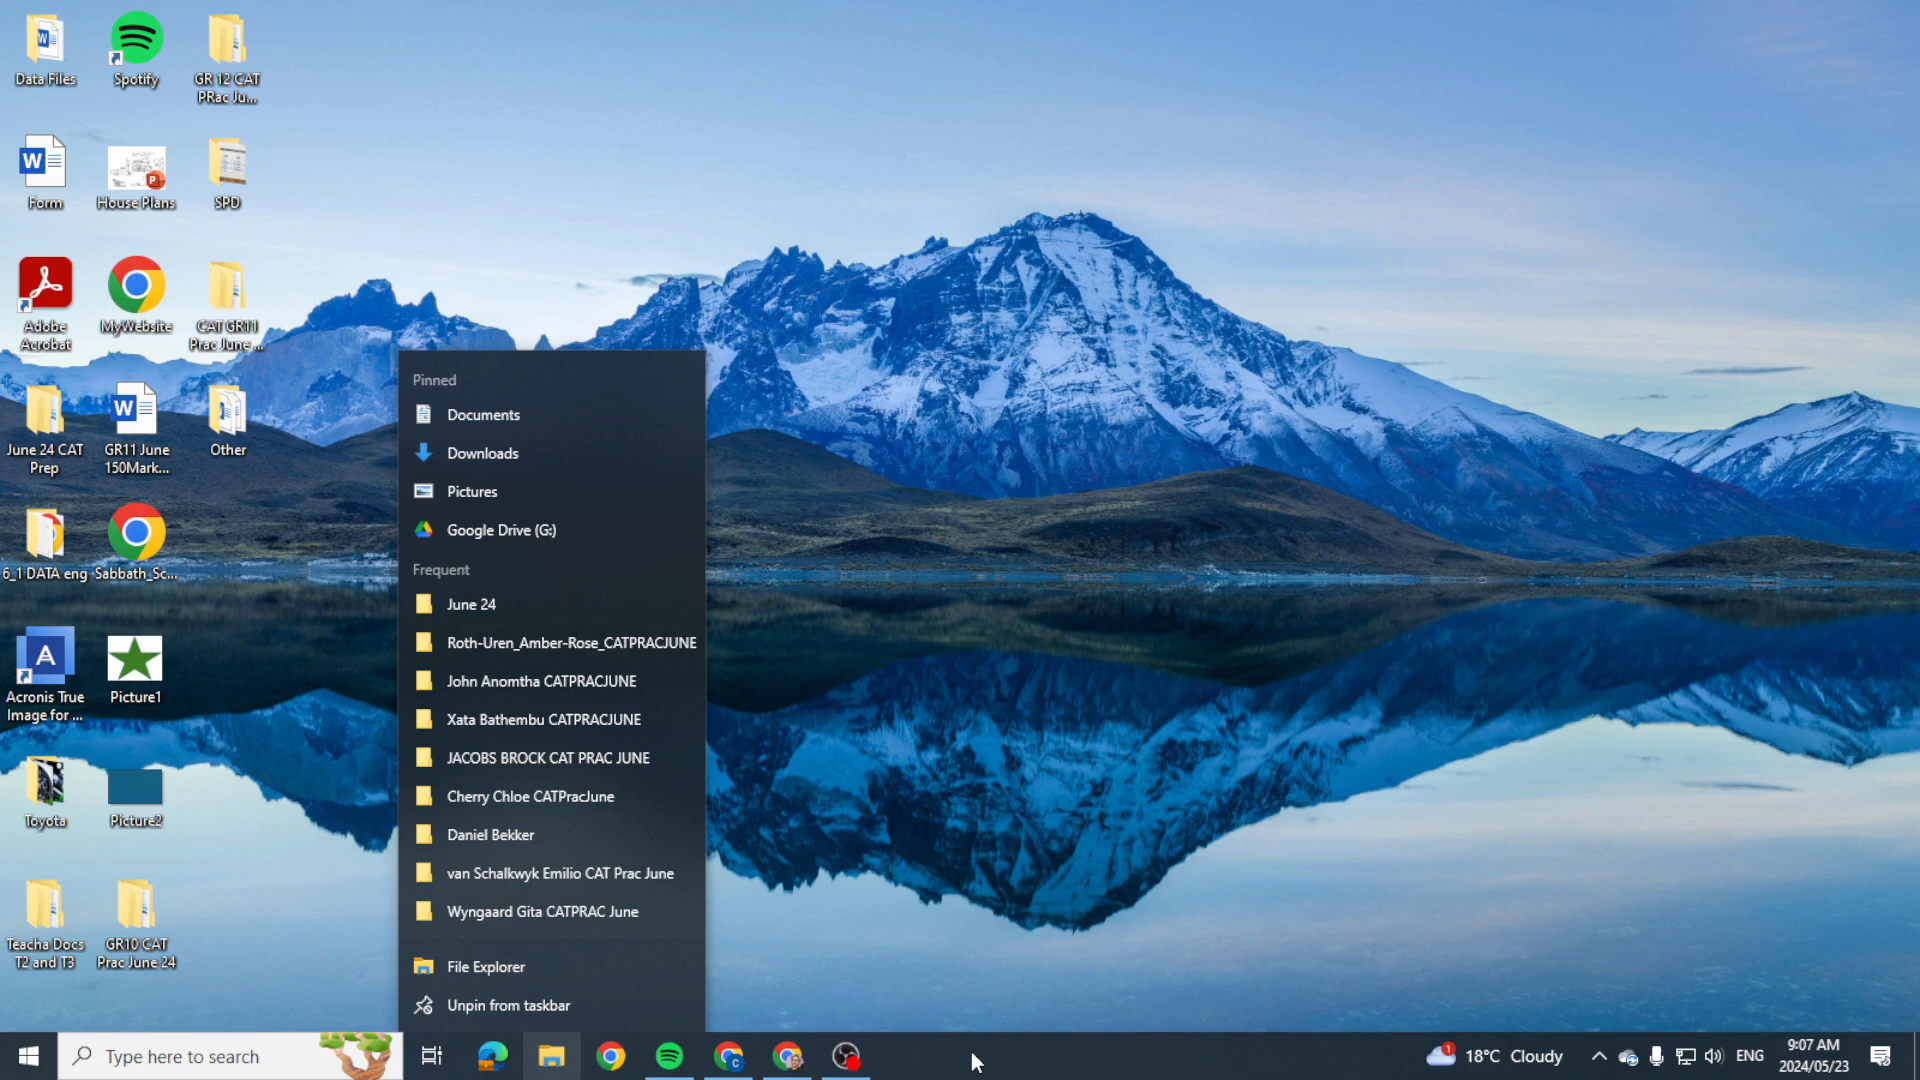 Data Files
Spotify
GR 12 CAT
PRac Ju...
Form
House Plans
SPD
Adobe
Acrobat
MyWebsite
CAT GR11
Prac June ...
June 24 CAT
Prep
GR11 June
150Mark...
Other
6_1 DATA eng
Sabbath_Sc...
Acronis True
Image for ...
Picture1
Toyota
Picture2
Teacha Docs
T2 and T3
GR10 CAT
Prac June 24
Pinned
Documents
Downloads
Pictures
Google Drive (G:)
Frequent
June 24
Roth-Uren_Amber-Rose_CATPRACJUNE
John Anomtha CATPRACJUNE
Xata Bathembu CATPRACJUNE
JACOBS BROCK CAT PRAC JUNE
Cherry Chloe CATPracJune
Daniel Bekker
van Schalkwyk Emilio CAT Prac June
Wyngaard Gita CATPRAC June
File Explorer
Unpin from taskbar
Type here to search
1
18°C Cloudy
ENG
9:07 AM
2024/05/23